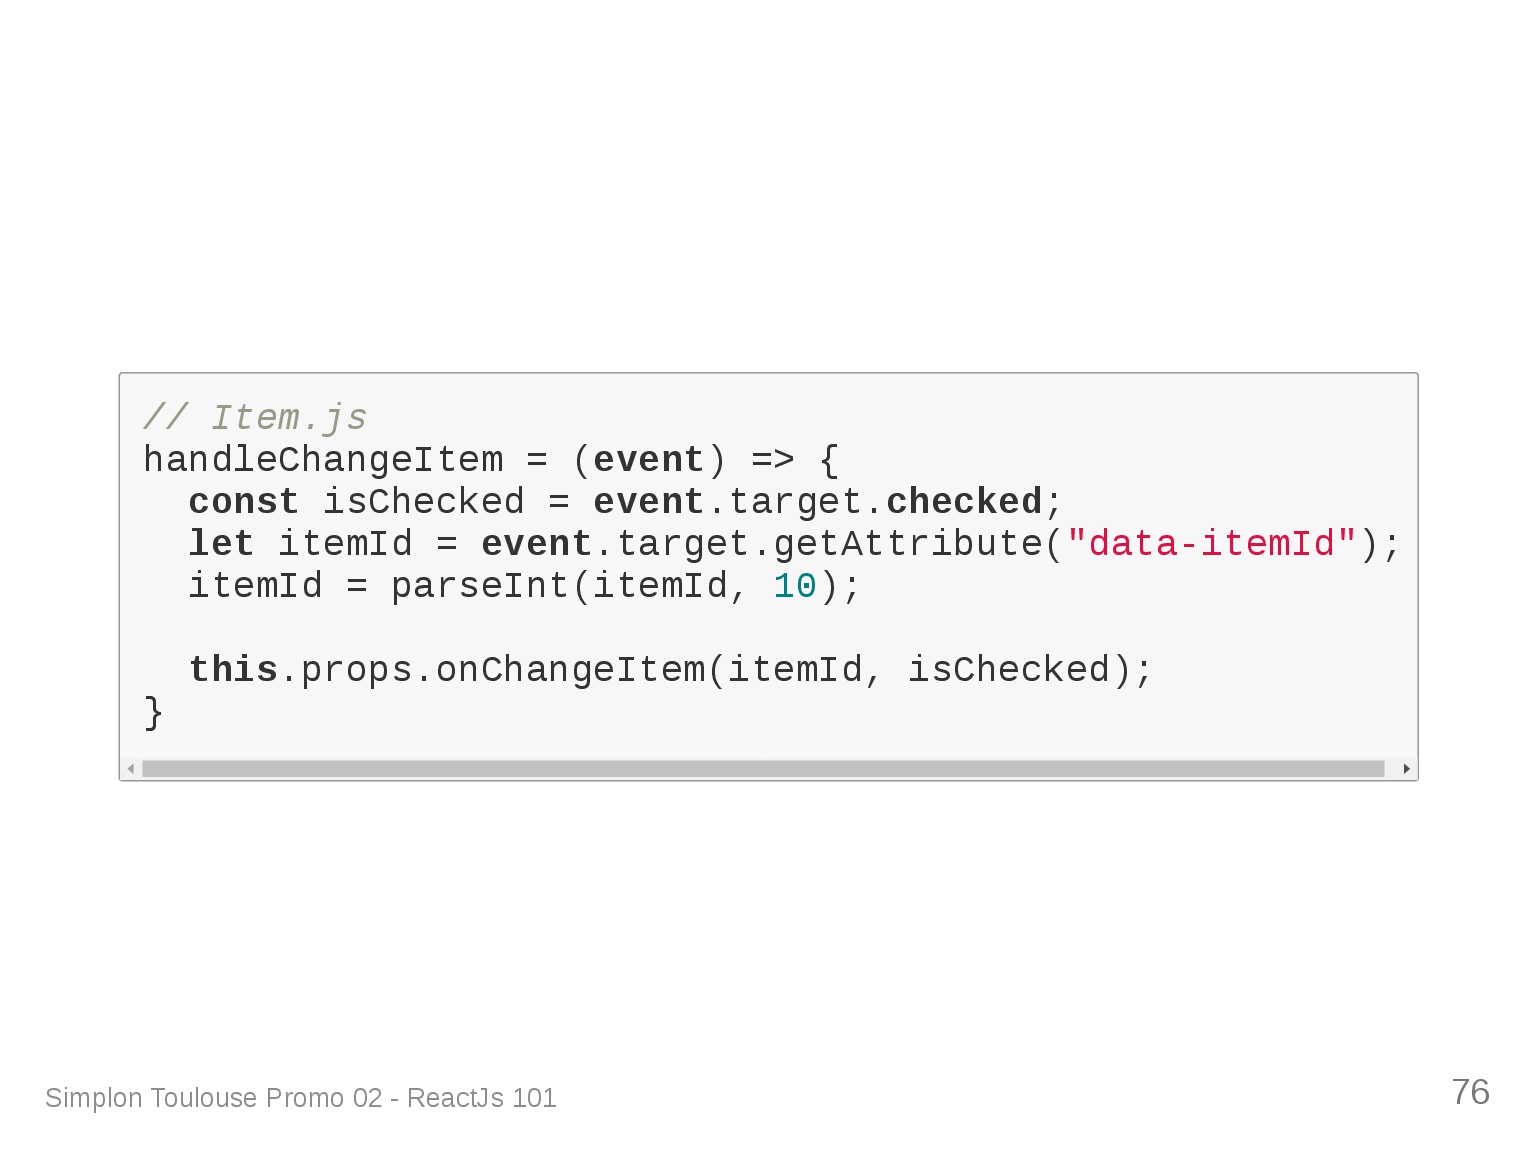 // Item.js
handleChangeItem = (event) => {
  const isChecked = event.target.checked;
  let itemId = event.target.getAttribute("data-itemId");
  itemId = parseInt(itemId, 10);

  this.props.onChangeItem(itemId, isChecked);
}
Simplon Toulouse Promo 02 - ReactJs 101
76